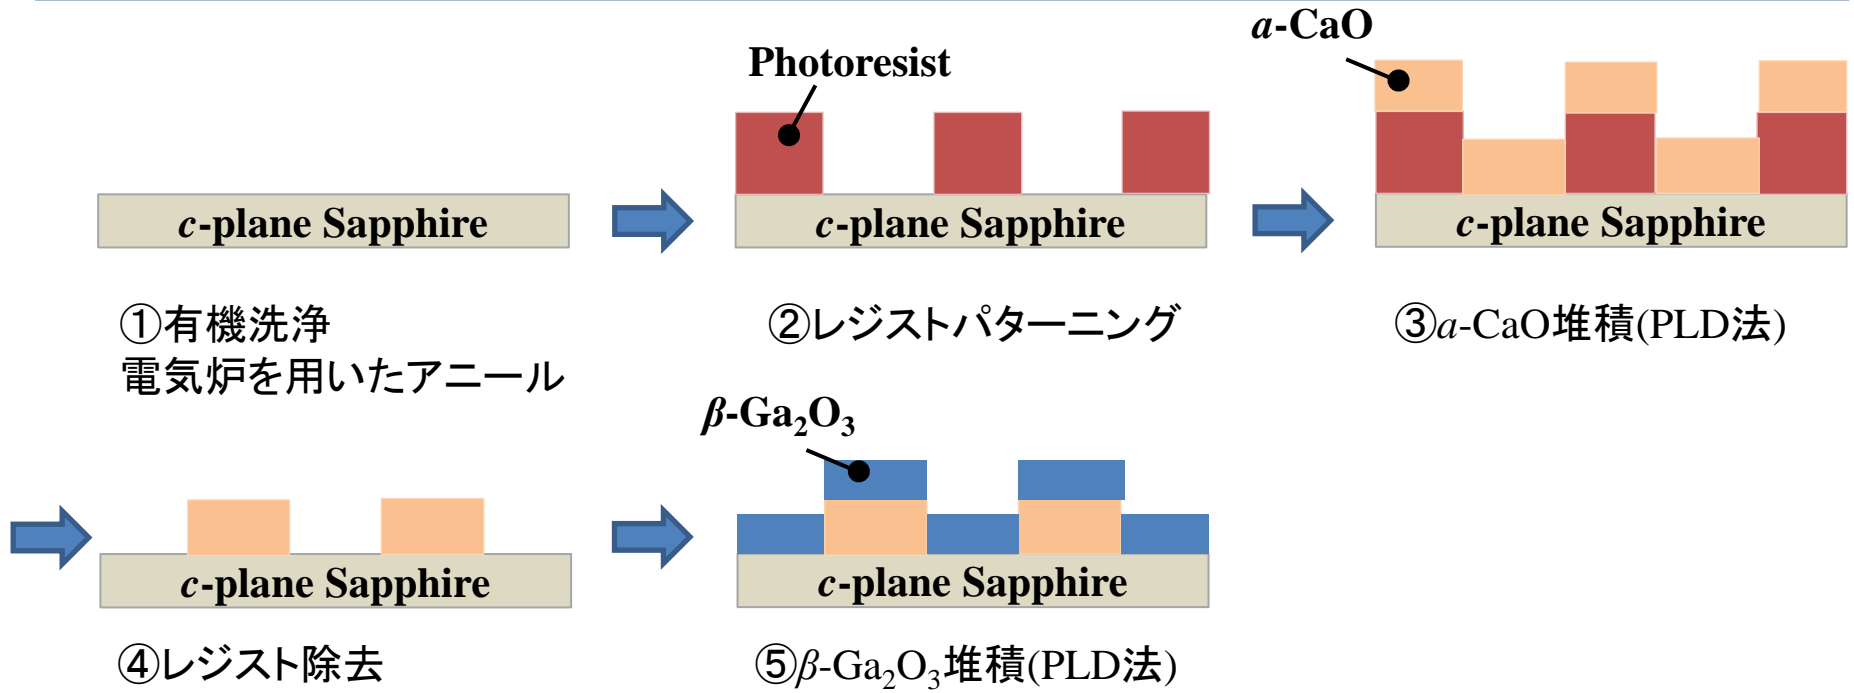 a-CaO
Photoresist
c-plane Sapphire
c-plane Sapphire
c-plane Sapphire
①有機洗浄
電気炉を用いたアニール
②レジストパターニング
③a-CaO堆積(PLD法)
β-Ga₂O₃
c-plane Sapphire
c-plane Sapphire
④レジスト除去
⑤β-Ga₂O₃堆積(PLD法)